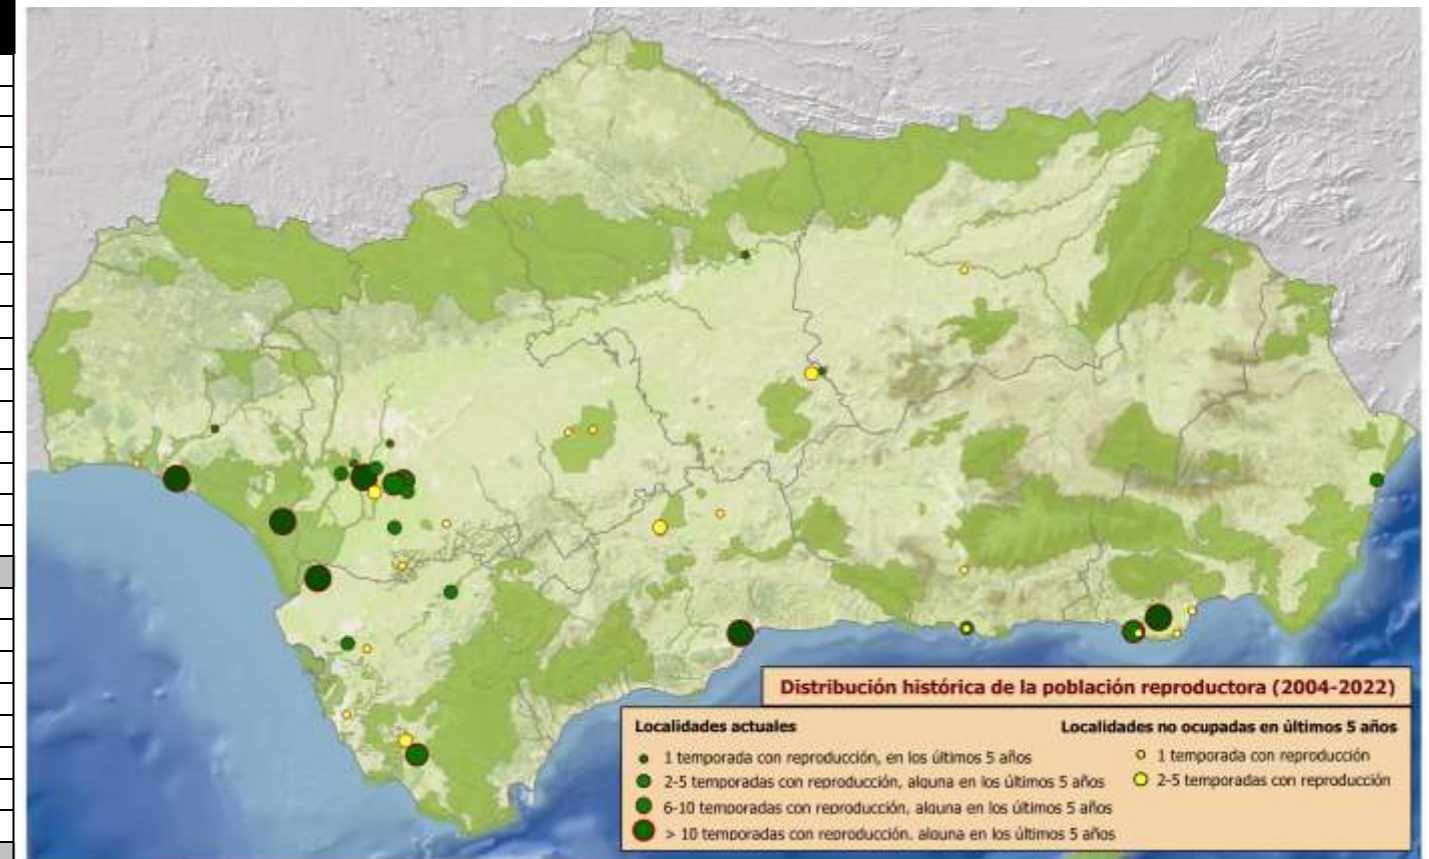 Distribución histórica de la población reproductora (2004-2022)
Localidades actuales
1 temporada con reproducción, en los últimos 5 años
2-5 temporadas con reproducción, alguna en los últimos 5 años
6-10 temporadas con reproducción, alguna en los últimos 5 años
> 10 temporadas con reproducción, alguna en los últimos 5 años
Localidades no ocupadas en últimos 5 años
1 temporada con reproducción
2-5 temporadas con reproducción